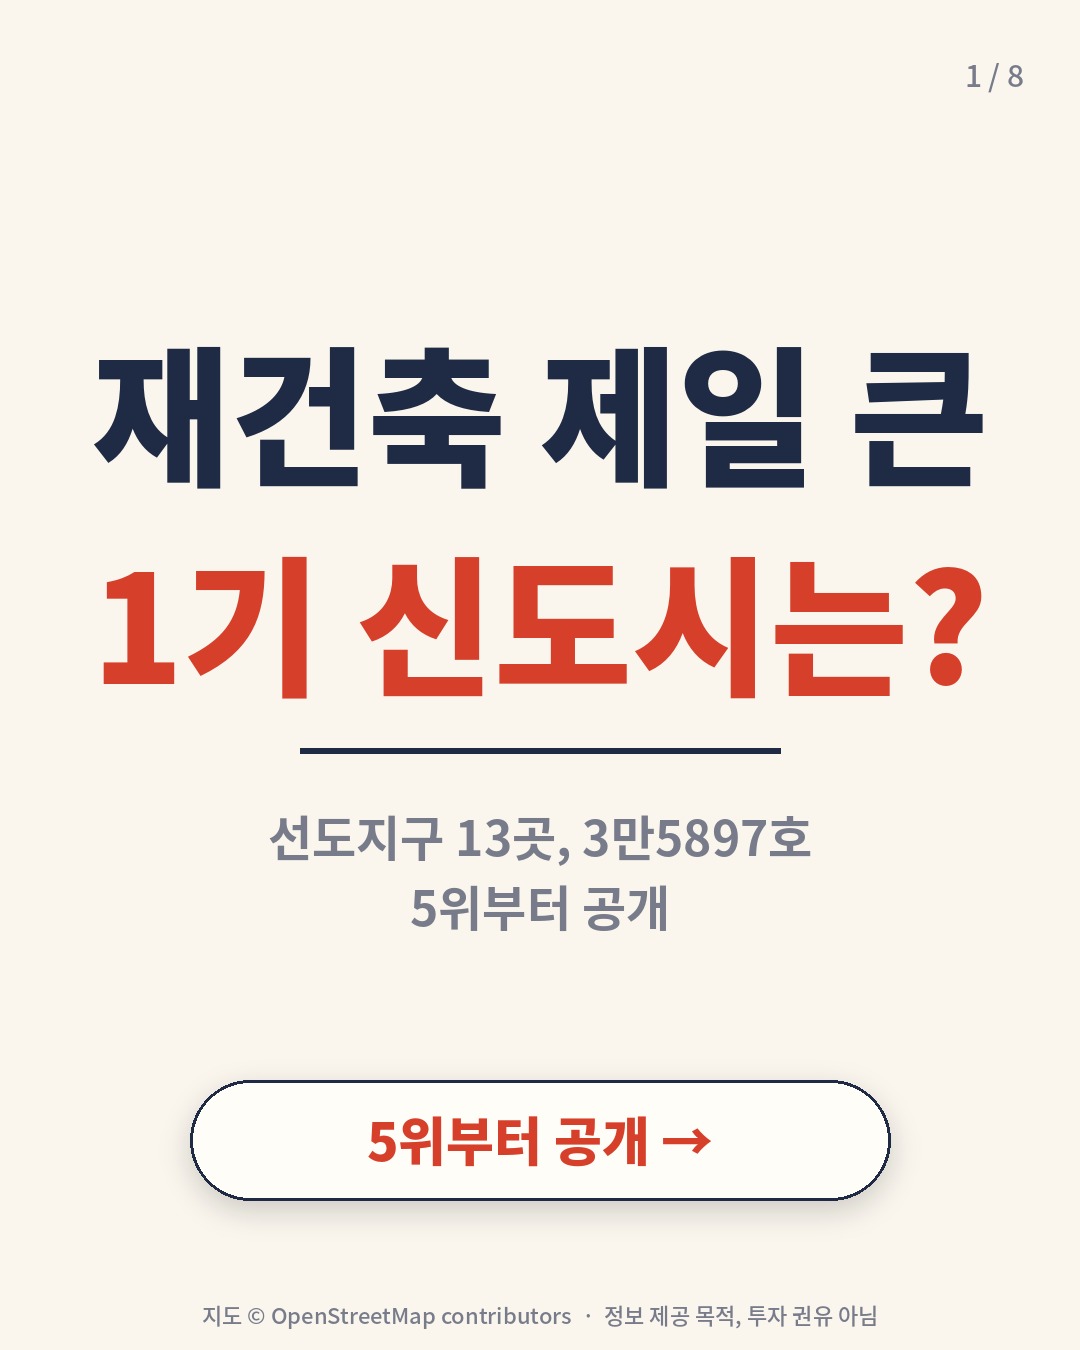 1 / 8
재건축 제일 큰
1기 신도시는?
선도지구 13곳, 3만5897호
5위부터 공개
5위부터 공개 →
지도 © OpenStreetMap contributors · 정보 제공 목적, 투자 권유 아님